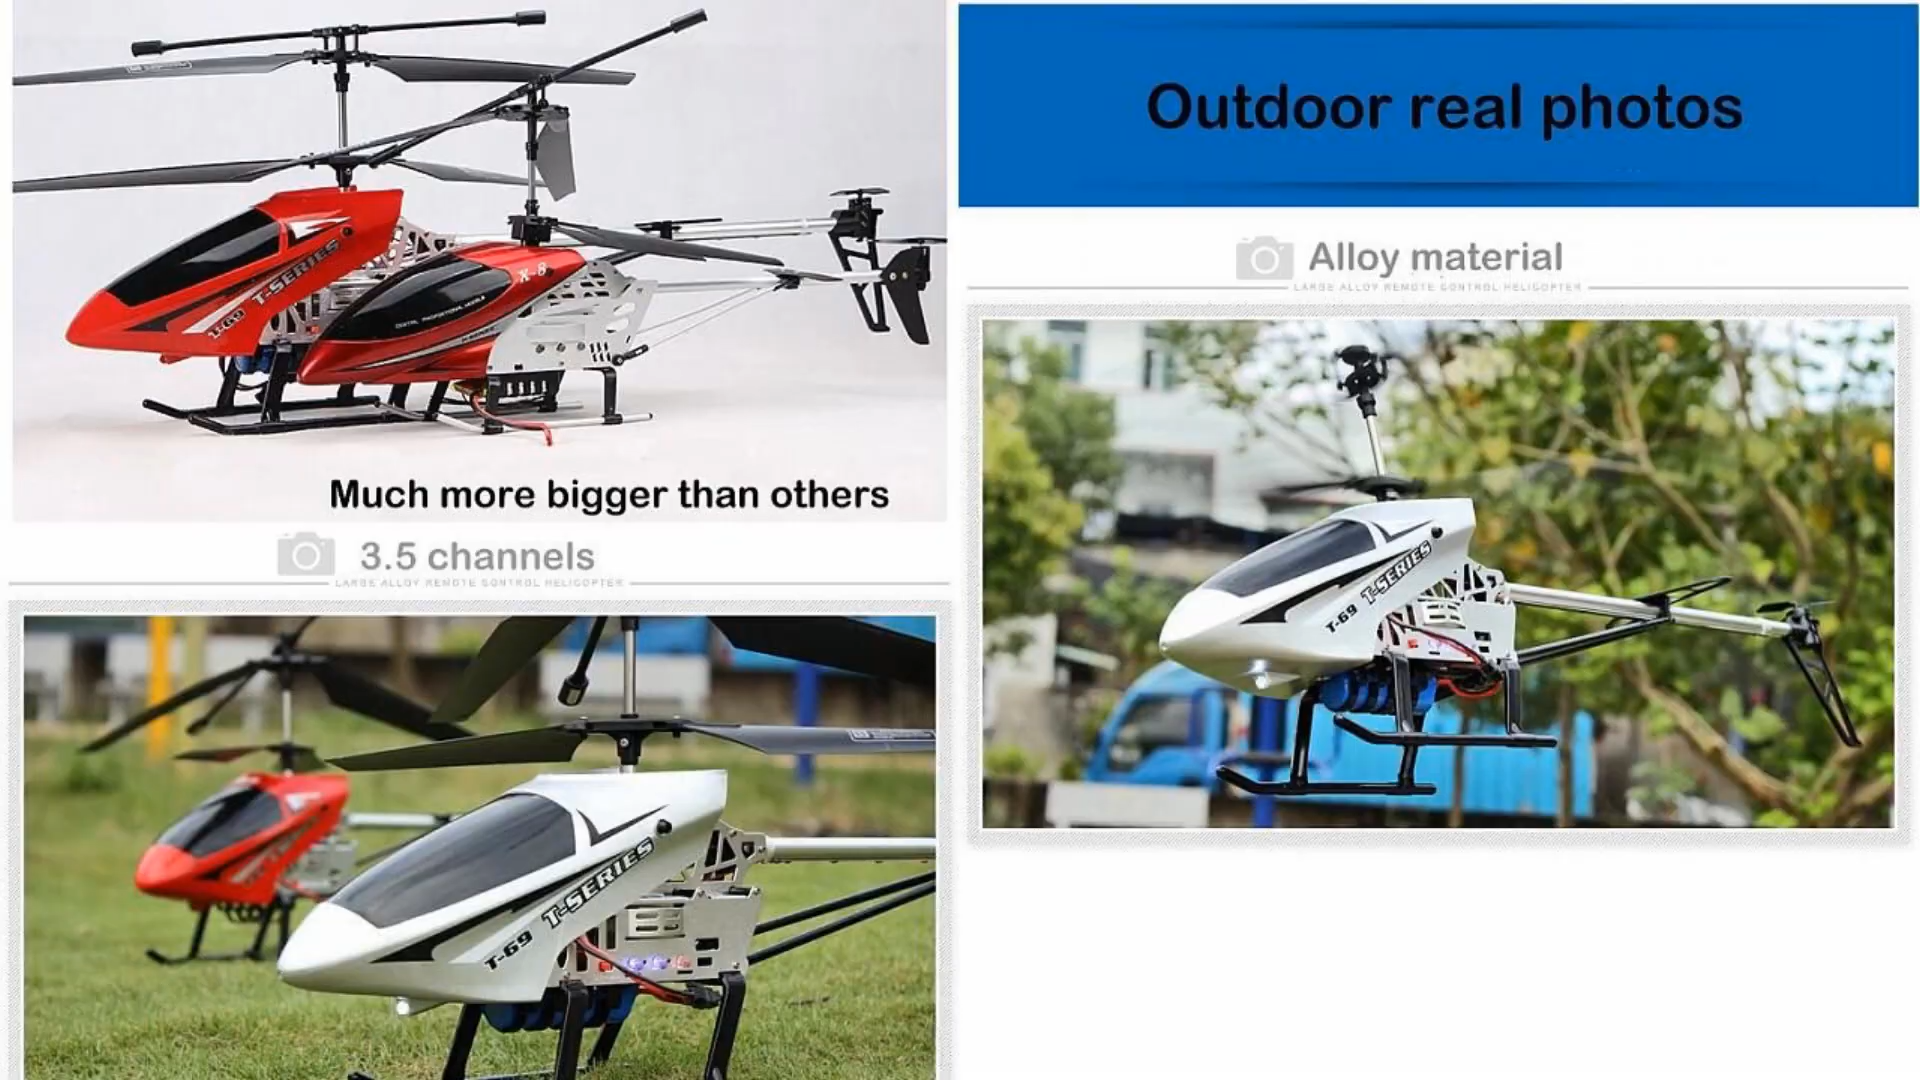 T-SERIES
T-69
X-8
Much more bigger than others
3.5 channels
LARGE ALLOY REMOTE CONTROL HELICOPTER
T-SERIES
T-69
Outdoor real photos
Alloy material
LARGE ALLOY REMOTE CONTROL HELICOPTER
T-SERIES
T-69